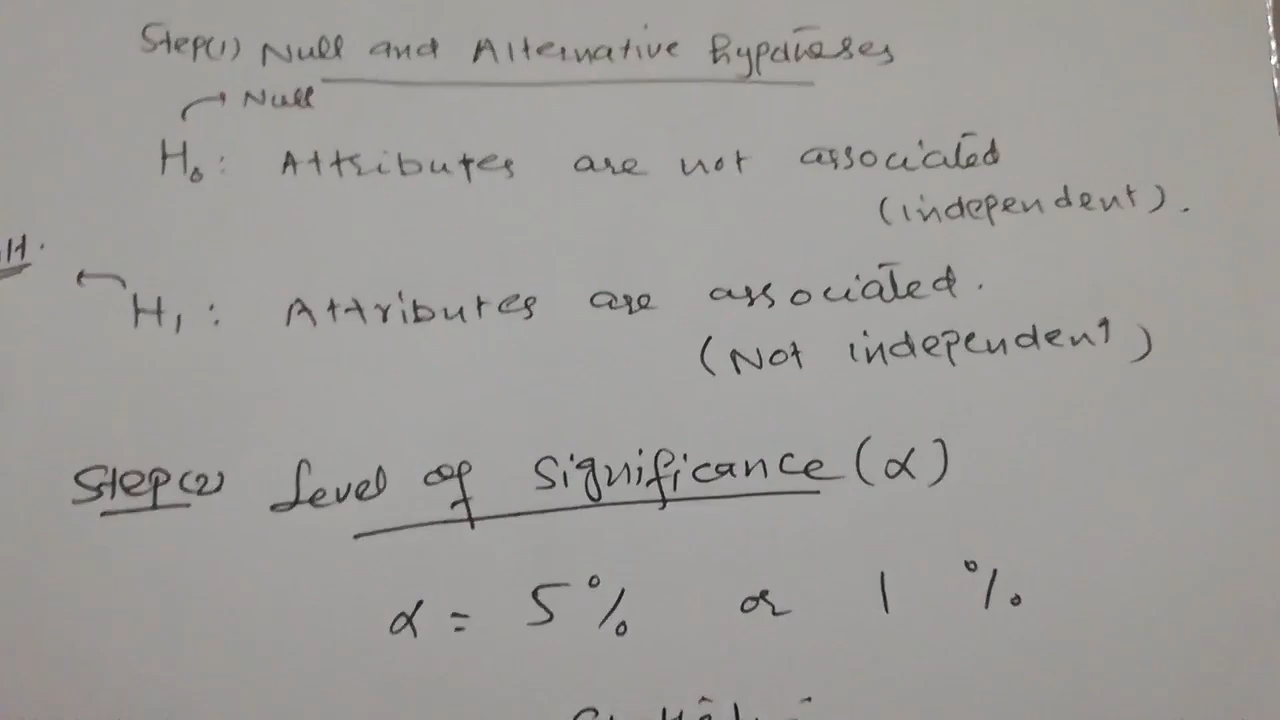 Step(1) Null and Alternative Hypotheses
Null
H₀: Attributes are not associated
(independent).
H.
H₁: Attributes are associated.
(Not independent)
Step(2) Level of Significance (α)
α = 5% or 1 %